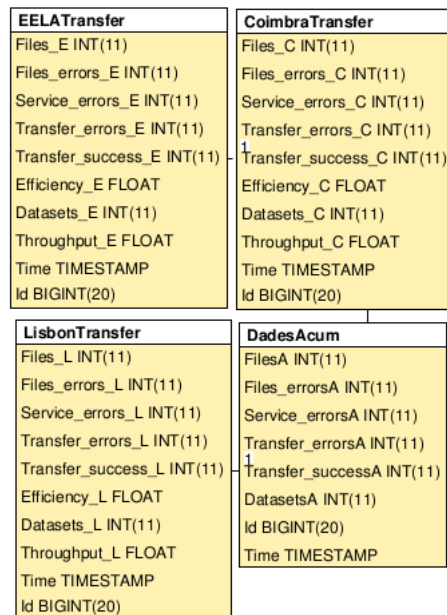 EELATransfer
Files_E INT(11)
Files_errors_E INT(11)
Service_errors_E INT(11)
Transfer_errors_E INT(11)
Transfer_success_E INT(11)
Efficiency_E FLOAT
Datasets_E INT(11)
Throughput_E FLOAT
Time TIMESTAMP
Id BIGINT(20)
CoimbraTransfer
Files_C INT(11)
Files_errors_C INT(11)
Service_errors_C INT(11)
Transfer_errors_C INT(11)
1
Transfer_success_C INT(11)
Efficiency_C FLOAT
Datasets_C INT(11)
Throughput_C FLOAT
Time TIMESTAMP
Id BIGINT(20)
LisbonTransfer
Files_L INT(11)
Files_errors_L INT(11)
Service_errors_L INT(11)
Transfer_errors_L INT(11)
Transfer_success_L INT(11)
Efficiency_L FLOAT
Datasets_L INT(11)
Throughput_L FLOAT
Time TIMESTAMP
Id BIGINT(20)
DadesAcum
FilesA INT(11)
Files_errorsA INT(11)
Service_errorsA INT(11)
Transfer_errorsA INT(11)
1
Transfer_successA INT(11)
DatasetsA INT(11)
Id BIGINT(20)
Time TIMESTAMP